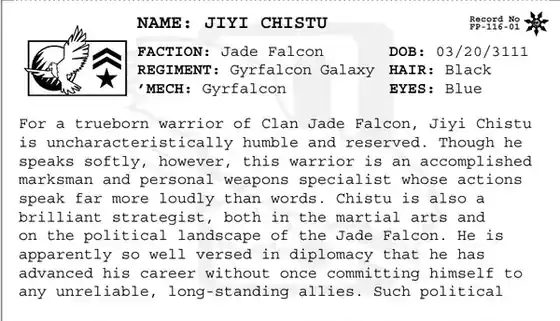 NAME: JIYI CHISTU
Record No
FP-116-01
FACTION: Jade Falcon DOB: 03/20/3111
REGIMENT: Gyrfalcon Galaxy HAIR: Black
’MECH: Gyrfalcon EYES: Blue
For a trueborn warrior of Clan Jade Falcon, Jiyi Chistu
is uncharacteristically humble and reserved. Though he
speaks softly, however, this warrior is an accomplished
marksman and personal weapons specialist whose actions
speak far more loudly than words. Chistu is also a
brilliant strategist, both in the martial arts and
on the political landscape of the Jade Falcon. He is
apparently so well versed in diplomacy that he has
advanced his career without once committing himself to
any unreliable, long-standing allies. Such political